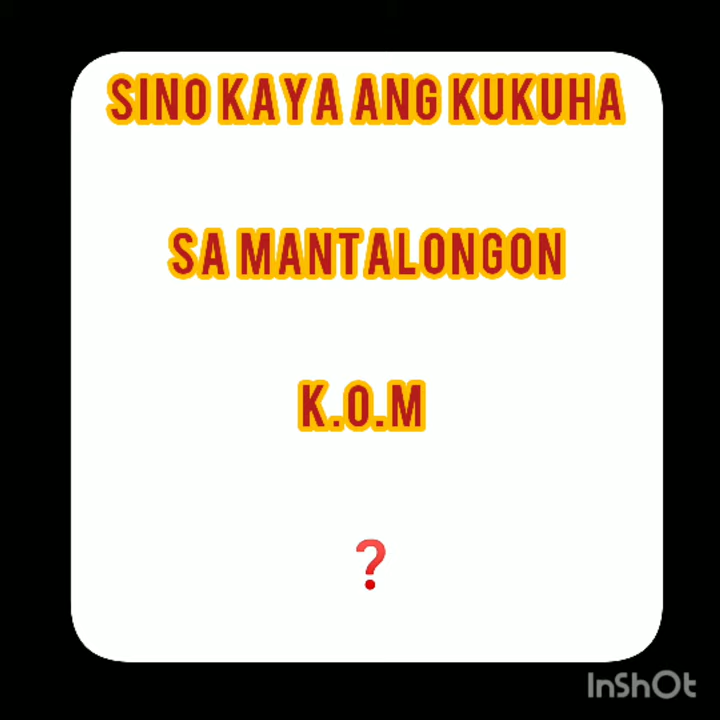 SINO KAYA ANG KUKUHA
SA MANTALONGON
K.O.M
❓
InShOt